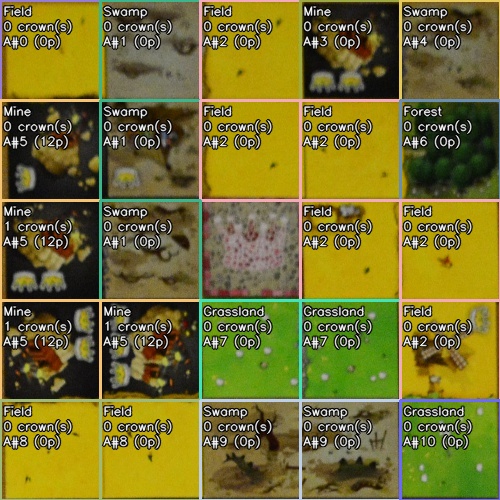 Field
0 crown(s)
A#0 (0p)
Swamp
0 crown(s)
A#1 (0p)
Field
0 crown(s)
A#2 (0p)
Mine
0 crown(s)
A#3 (0p)
Swamp
0 crown(s)
A#4 (0p)
Mine
0 crown(s)
A#5 (12p)
Swamp
0 crown(s)
A#1 (0p)
Field
0 crown(s)
A#2 (0p)
Field
0 crown(s)
A#2 (0p)
Forest
0 crown(s)
A#6 (0p)
Mine
1 crown(s)
A#5 (12p)
Swamp
0 crown(s)
A#1 (0p)
Field
0 crown(s)
A#2 (0p)
Field
0 crown(s)
A#2 (0p)
Mine
1 crown(s)
A#5 (12p)
Mine
1 crown(s)
A#5 (12p)
Grassland
0 crown(s)
A#7 (0p)
Grassland
0 crown(s)
A#7 (0p)
Field
0 crown(s)
A#2 (0p)
Field
0 crown(s)
A#8 (0p)
Field
0 crown(s)
A#8 (0p)
Swamp
0 crown(s)
A#9 (0p)
Swamp
0 crown(s)
A#9 (0p)
Grassland
0 crown(s)
A#10 (0p)